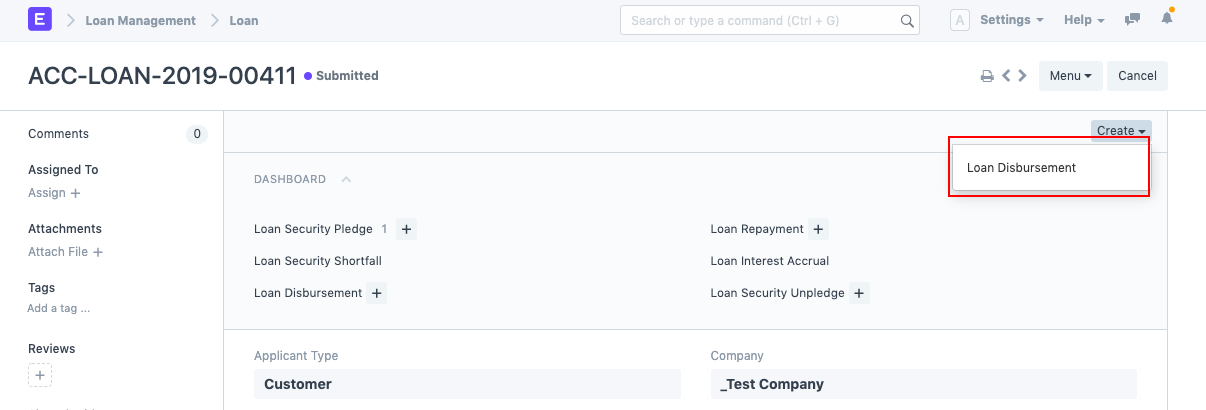 E Loan Management Loan Search or type a command (Ctrl + G) A Settings Help
ACC-LOAN-2019-00411 Submitted Menu Cancel
Comments 0
Assigned To
Assign +
Attachments
Attach File +
Tags
Add a tag ...
Reviews
+
Create
Loan Disbursement
DASHBOARD
Loan Security Pledge 1 + Loan Repayment +
Loan Security Shortfall Loan Interest Accrual
Loan Disbursement + Loan Security Unpledge +
Applicant Type Company
Customer _Test Company